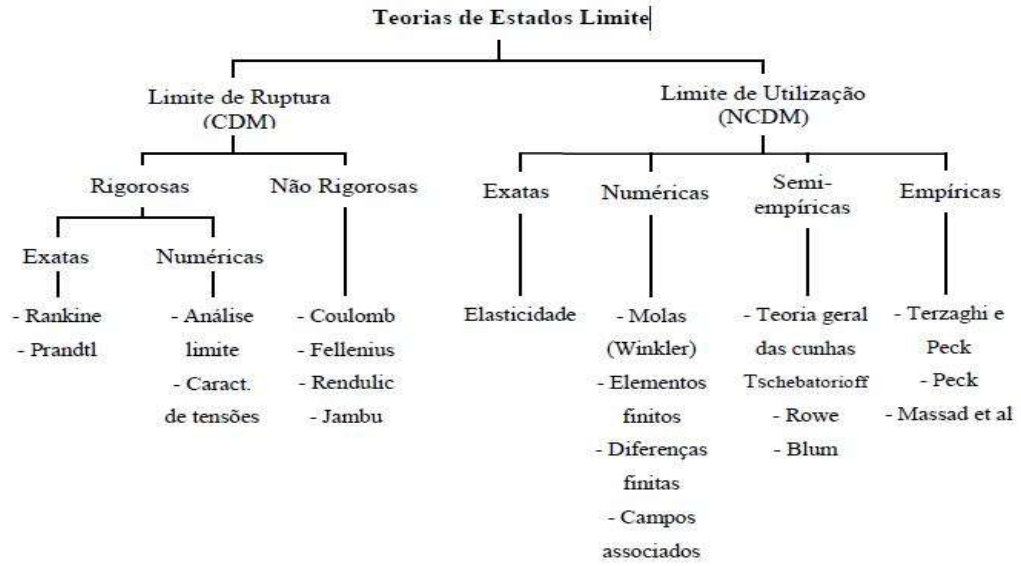 Teorias de Estados Limite
Limite de Ruptura
(CDM)
Limite de Utilização
(NCDM)
Rigorosas
Não Rigorosas
Exatas
Numéricas
Semi-
empíricas
Empíricas
Exatas
Numéricas
- Rankine
- Prandtl
- Análise
limite
- Caract.
de tensões
- Coulomb
- Fellenius
- Rendulic
- Jambu
Elasticidade
- Molas
(Winkler)
- Elementos
finitos
- Diferenças
finitas
- Campos
associados
- Teoria geral
das cunhas
Tschebatorioff
- Rowe
- Blum
- Terzaghi e
Peck
- Peck
- Massad et al